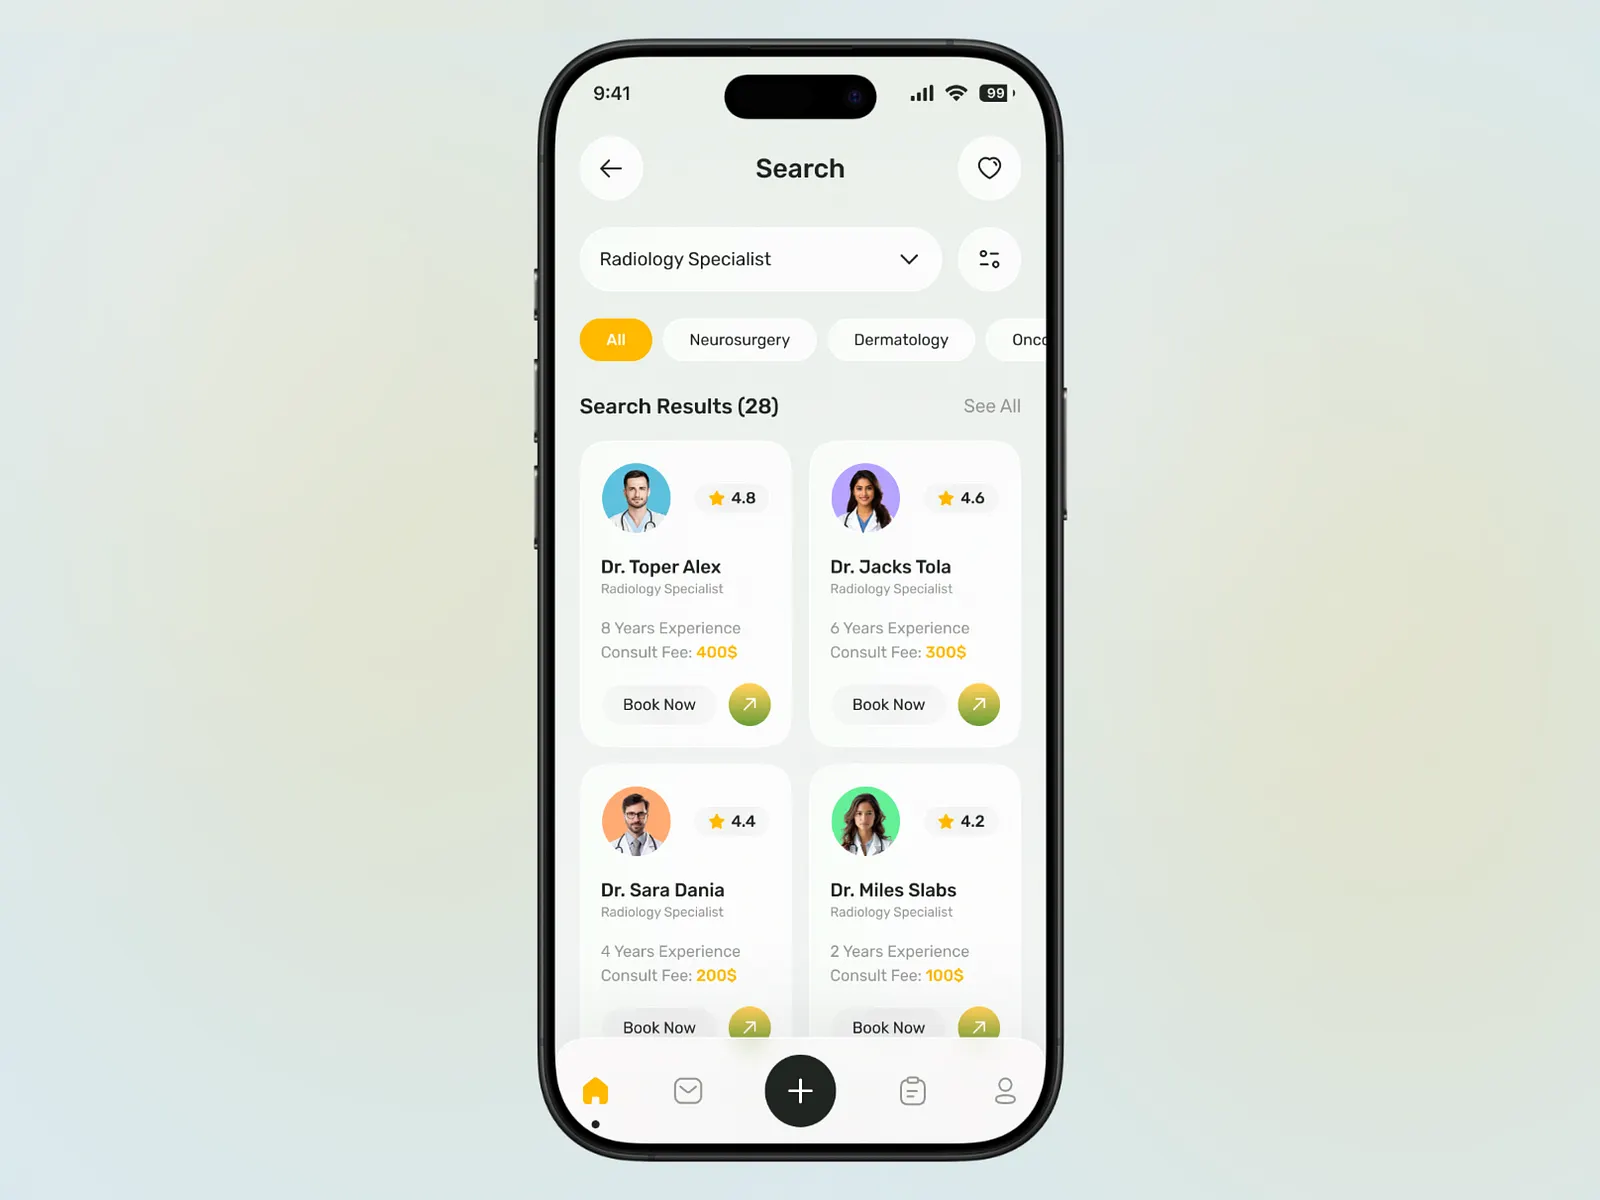 9:41
99
Search
Radiology Specialist
All Neurosurgery Dermatology Onco
Search Results (28) See All
4.8
Dr. Toper Alex
Radiology Specialist
8 Years Experience
Consult Fee: 400$
Book Now
4.6
Dr. Jacks Tola
Radiology Specialist
6 Years Experience
Consult Fee: 300$
Book Now
4.4
Dr. Sara Dania
Radiology Specialist
4 Years Experience
Consult Fee: 200$
Book Now
4.2
Dr. Miles Slabs
Radiology Specialist
2 Years Experience
Consult Fee: 100$
Book Now